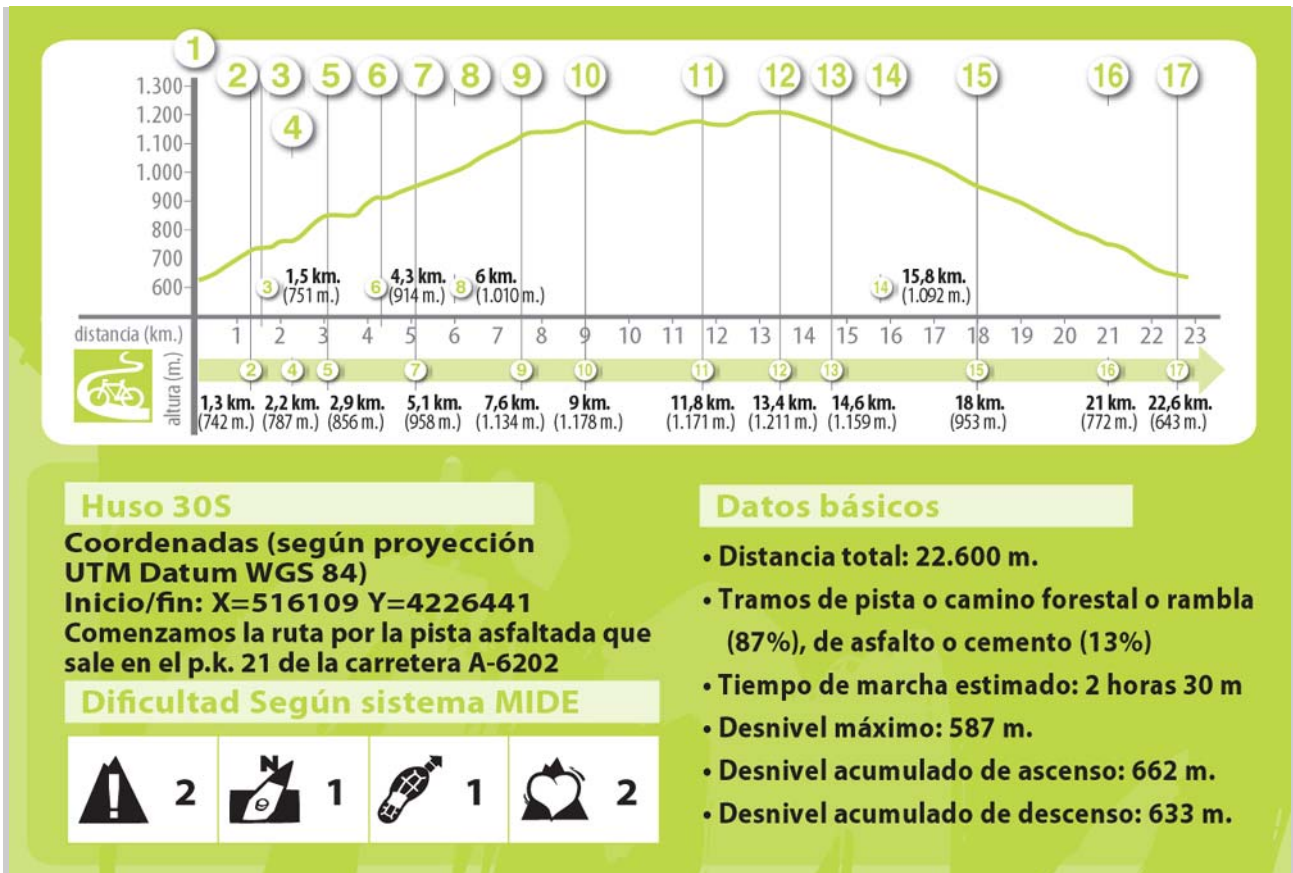 1
2 3 5 6 7 8 9 10 11 12 13 14 15 16 17
4
1.300
1.200
1.100
1.000
900
800
700
600
3 1,5 km. 6 4,3 km. 8 6 km. 14 15,8 km.
(751 m.) (914 m.) (1.010 m.) (1.092 m.)
distancia (km.) 1 2 3 4 5 6 7 8 9 10 11 12 13 14 15 16 17 18 19 20 21 22 23
altura (m.)
2 4 5 7 9 10 11 12 13 15 16 17
1,3 km. 2,2 km. 2,9 km. 5,1 km. 7,6 km. 9 km. 11,8 km. 13,4 km. 14,6 km. 18 km. 21 km. 22,6 km.
(742 m.) (787 m.) (856 m.) (958 m.) (1.134 m.) (1.178 m.) (1.171 m.) (1.211 m.) (1.159 m.) (953 m.) (772 m.) (643 m.)
Huso 30S
Coordenadas (según proyección
UTM Datum WGS 84)
Inicio/fin: X=516109 Y=4226441
Comenzamos la ruta por la pista asfaltada que
sale en el p.k. 21 de la carretera A-6202
Dificultad Según sistema MIDE
N
2 1 1 2
Datos básicos
• Distancia total: 22.600 m.
• Tramos de pista o camino forestal o rambla
(87%), de asfalto o cemento (13%)
• Tiempo de marcha estimado: 2 horas 30 m
• Desnivel máximo: 587 m.
• Desnivel acumulado de ascenso: 662 m.
• Desnivel acumulado de descenso: 633 m.